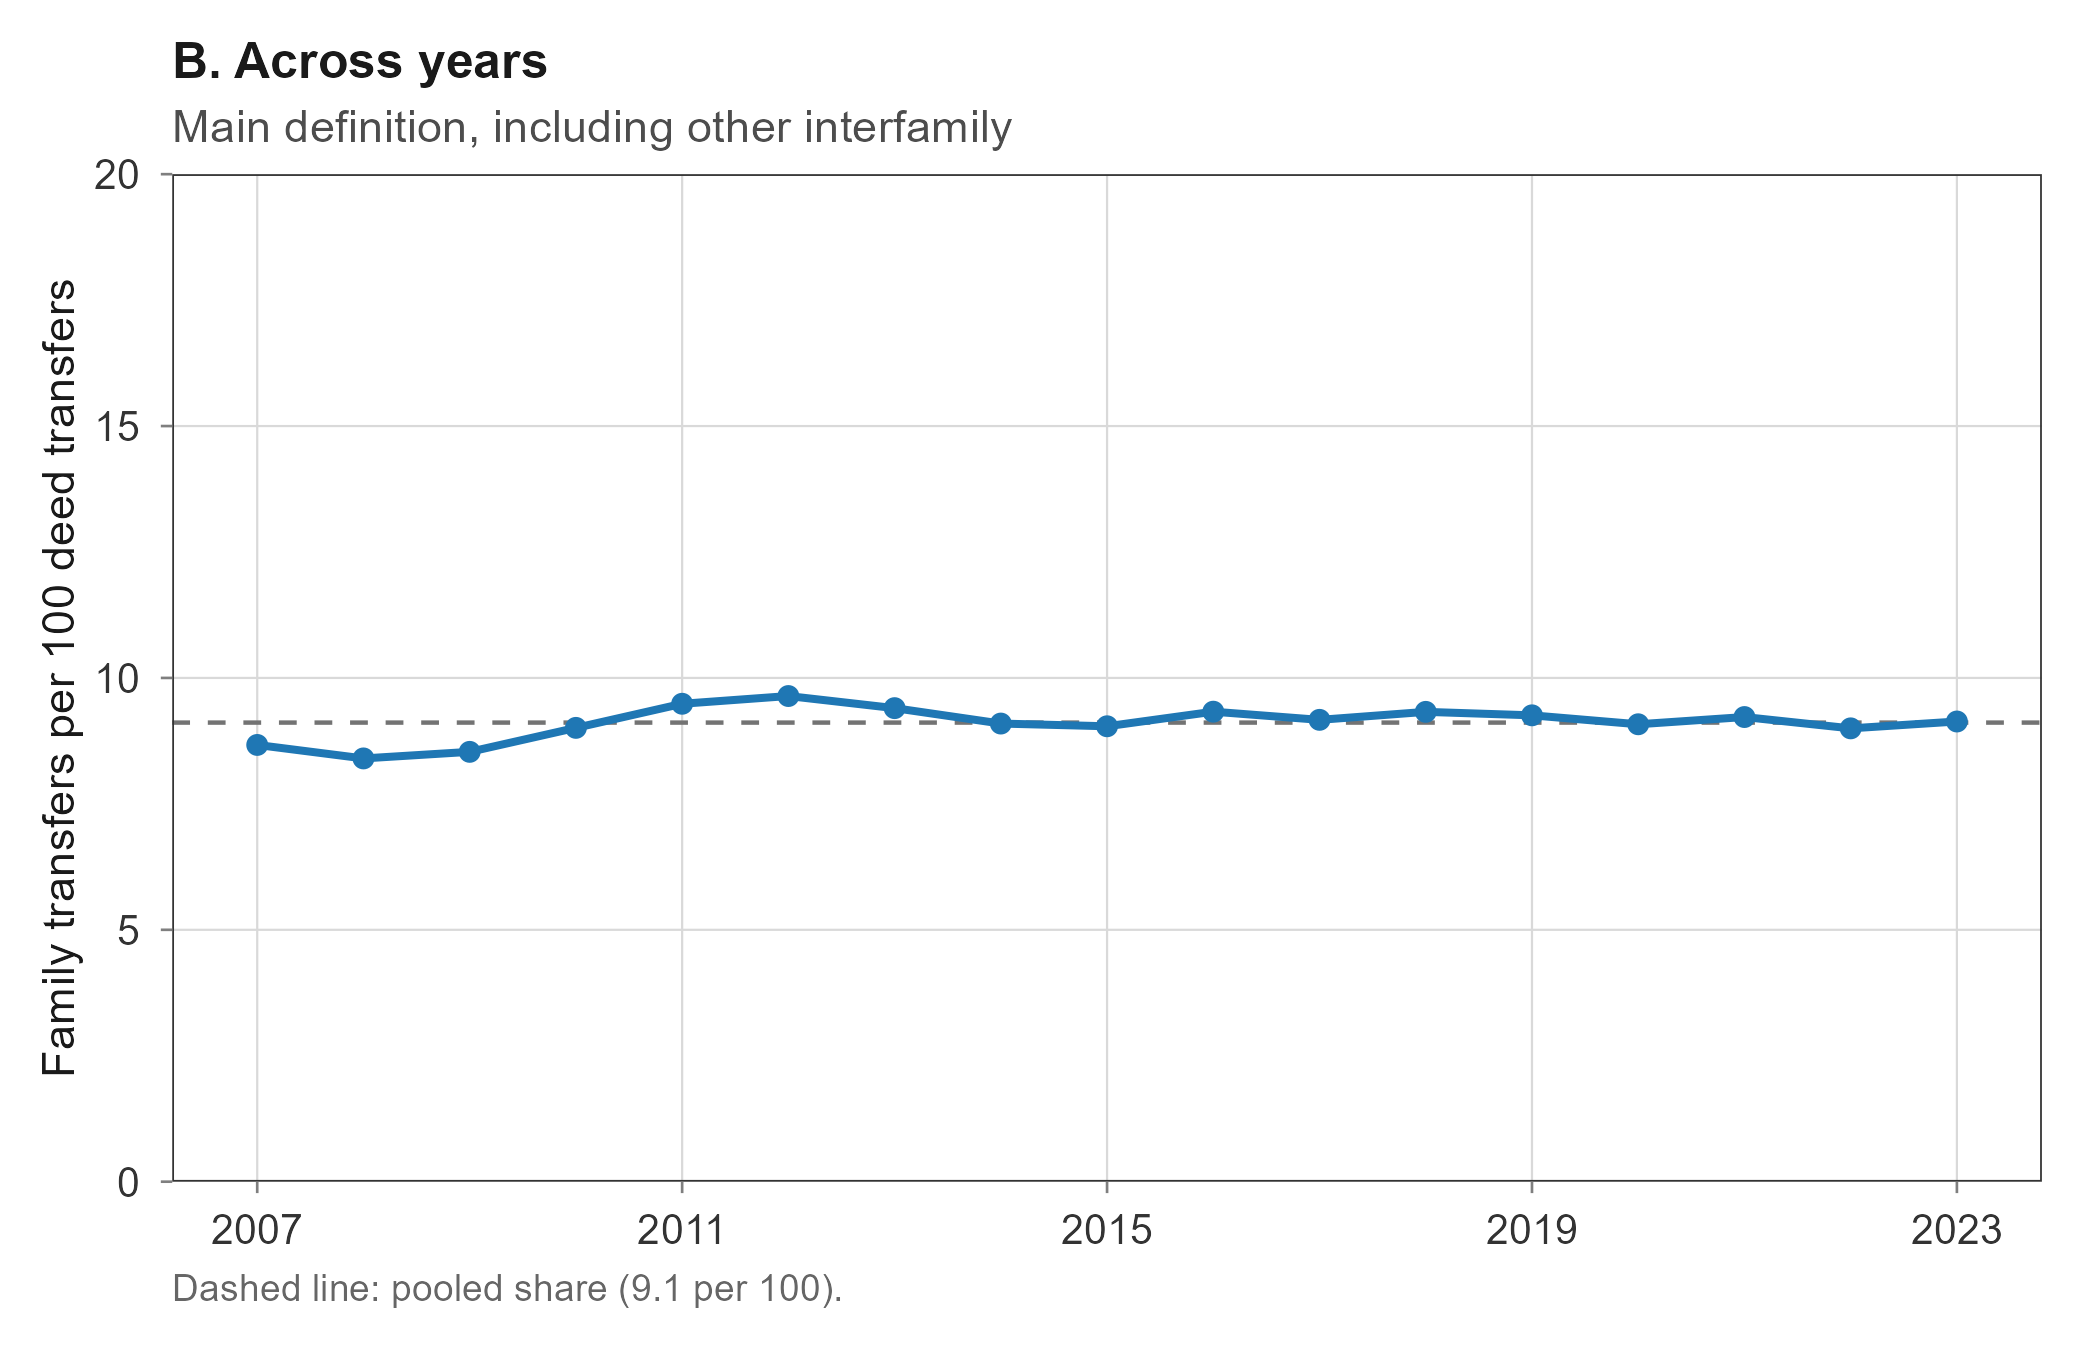 B. Across years
Main definition, including other interfamily
Family transfers per 100 deed transfers
20
15
10
5
0
2007
2011
2015
2019
2023
Dashed line: pooled share (9.1 per 100).